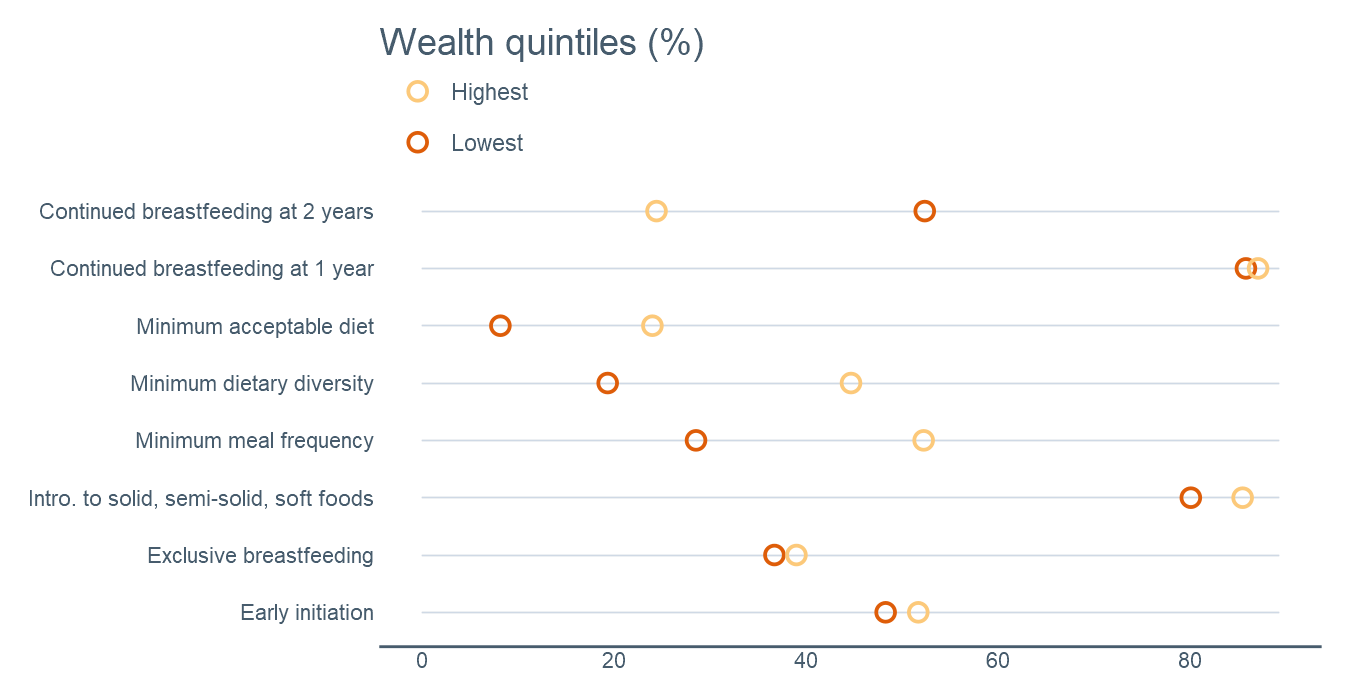 Wealth quintiles (%)
Highest
Lowest
Continued breastfeeding at 2 years
Continued breastfeeding at 1 year
Minimum acceptable diet
Minimum dietary diversity
Minimum meal frequency
Intro. to solid, semi-solid, soft foods
Exclusive breastfeeding
Early initiation
0 20 40 60 80